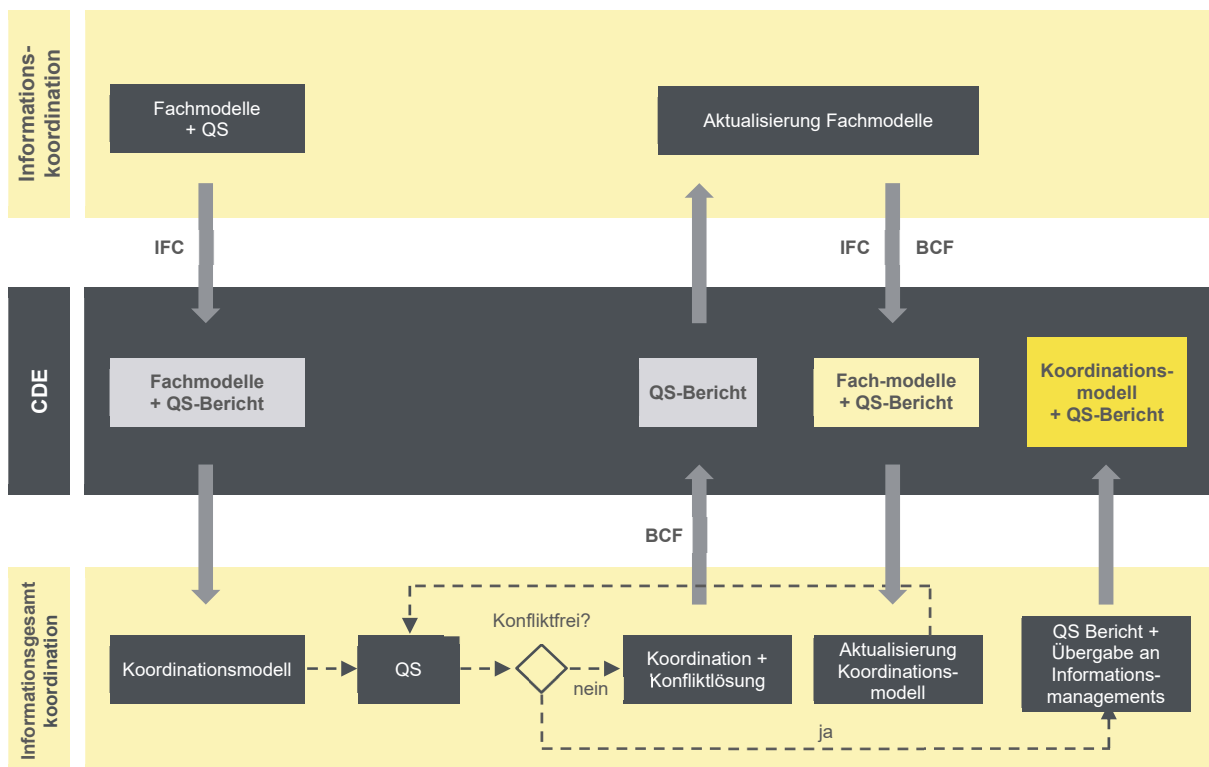 Informations-
koordination
Fachmodelle
+ QS
Aktualisierung Fachmodelle
IFC
IFC
BCF
CDE
Fachmodelle
+ QS-Bericht
QS-Bericht
Fach-modelle
+ QS-Bericht
Koordinations-
modell
+ QS-Bericht
BCF
Informationsgesamt
koordination
Koordinationsmodell
QS
Konfliktfrei?
nein
ja
Koordination +
Konfliktlösung
Aktualisierung
Koordinations-
modell
QS Bericht +
Übergabe an
Informations-
managements